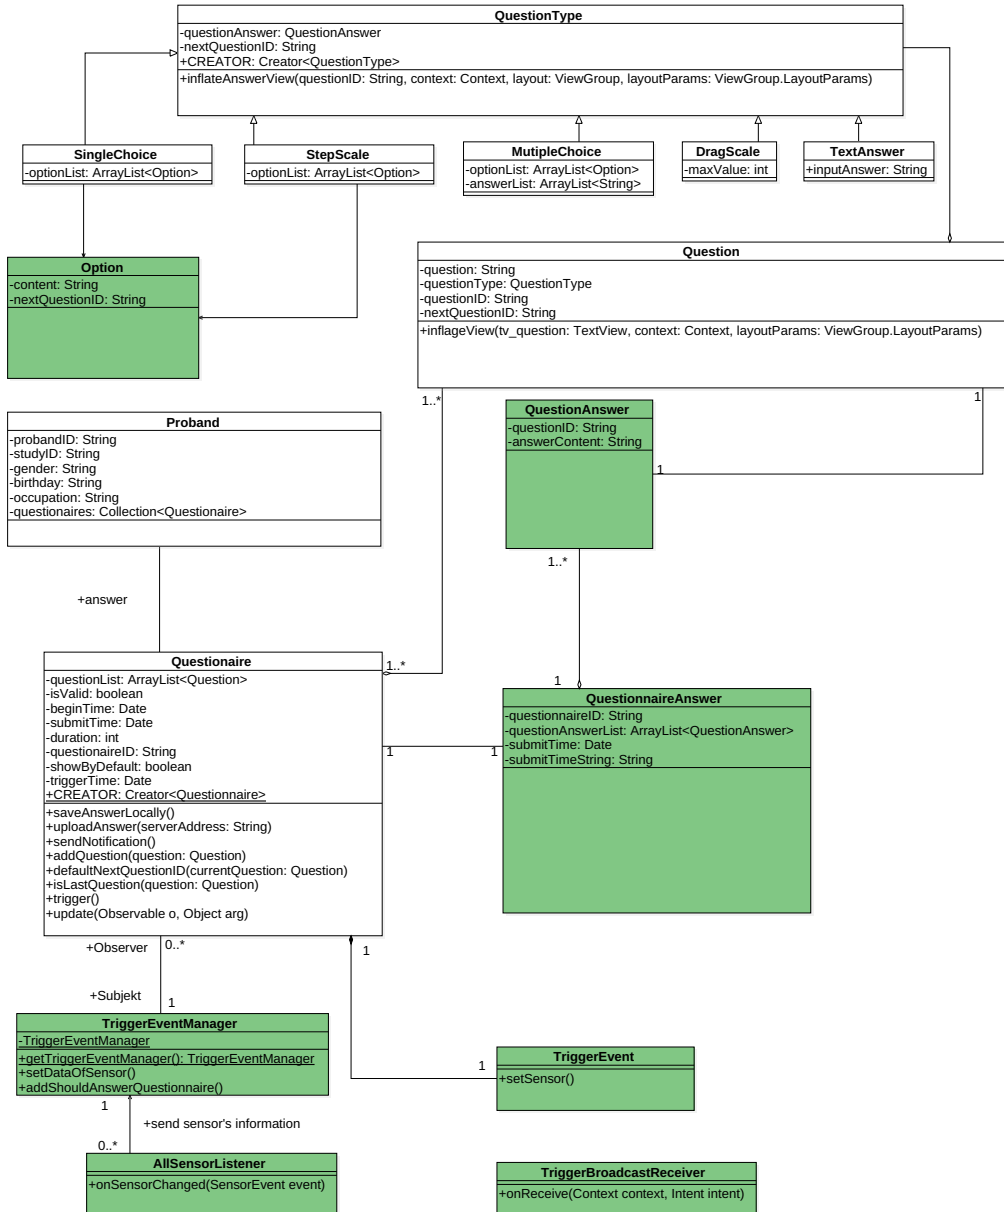 QuestionType
-questionAnswer: QuestionAnswer
-nextQuestionID: String
+CREATOR: Creator<QuestionType>
+inflateAnswerView(questionID: String, context: Context, layout: ViewGroup, layoutParams: ViewGroup.LayoutParams)
SingleChoice
-optionList: ArrayList<Option>
StepScale
-optionList: ArrayList<Option>
MutipleChoice
-optionList: ArrayList<Option>
-answerList: ArrayList<String>
DragScale
-maxValue: int
TextAnswer
+inputAnswer: String
Option
-content: String
-nextQuestionID: String
Question
-question: String
-questionType: QuestionType
-questionID: String
-nextQuestionID: String
+inflageView(tv_question: TextView, context: Context, layoutParams: ViewGroup.LayoutParams)
1..*
1
QuestionAnswer
-questionID: String
-answerContent: String
1
1..*
Proband
-probandID: String
-studyID: String
-gender: String
-birthday: String
-occupation: String
-questionaires: Collection<Questionaire>
+answer
Questionaire
-questionList: ArrayList<Question>
-isValid: boolean
-beginTime: Date
-submitTime: Date
-duration: int
-questionaireID: String
-showByDefault: boolean
-triggerTime: Date
+CREATOR: Creator<Questionnaire>
+saveAnswerLocally()
+uploadAnswer(serverAddress: String)
+sendNotification()
+addQuestion(question: Question)
+defaultNextQuestionID(currentQuestion: Question)
+isLastQuestion(question: Question)
+trigger()
+update(Observable o, Object arg)
1..*
1
1
1
QuestionnaireAnswer
-questionnaireID: String
-questionAnswerList: ArrayList<QuestionAnswer>
-submitTime: Date
-submitTimeString: String
+Observer
0..*
1
+Subjekt
1
TriggerEventManager
-TriggerEventManager
+getTriggerEventManager(): TriggerEventManager
+setDataOfSensor()
+addShouldAnswerQuestionnaire()
1
TriggerEvent
+setSensor()
1
+send sensor's information
0..*
AllSensorListener
+onSensorChanged(SensorEvent event)
TriggerBroadcastReceiver
+onReceive(Context context, Intent intent)